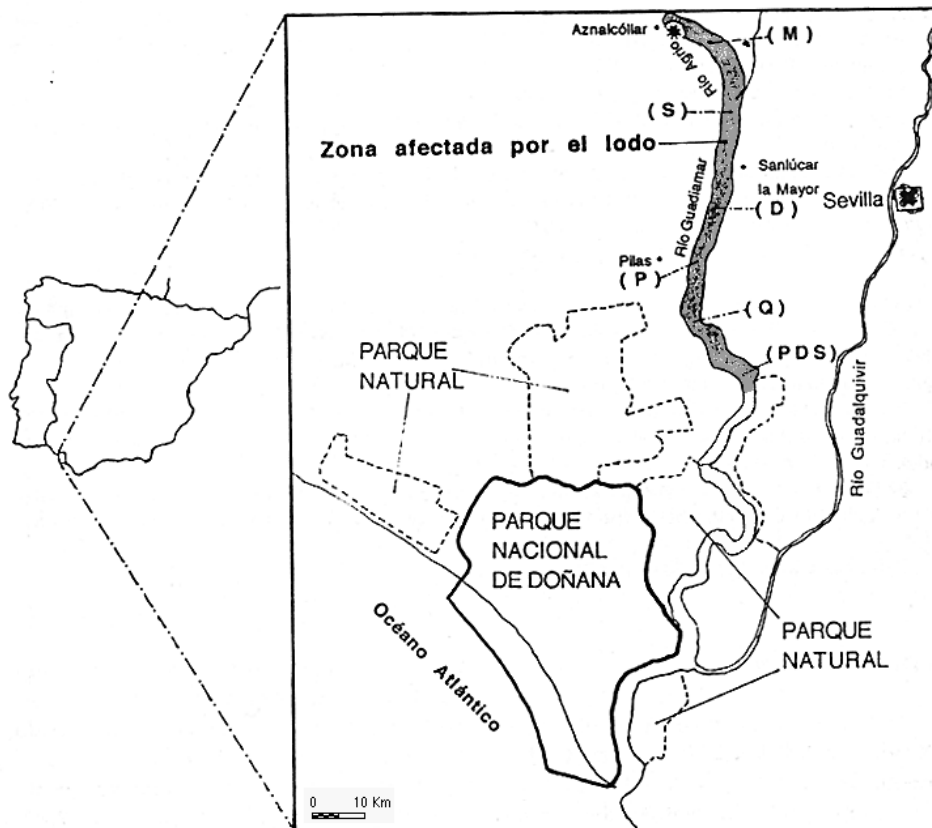 Aznalcóllar
( M )
Río Agrio
( S )
Zona afectada por el lodo
Sanlúcar
la Mayor
( D )
Sevilla
Río Guadiamar
Pilas
( P )
( Q )
( P D S )
PARQUE
NATURAL
Río Guadalquivir
PARQUE
NACIONAL
DE DOÑANA
PARQUE
NATURAL
Océano Atlántico
0 10 Km